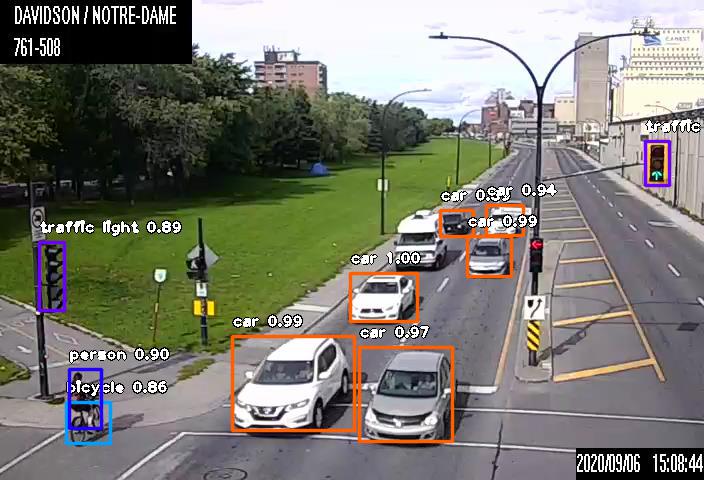 DAVIDSON / NOTRE-DAME
761-508
CANEST
traffic
car 0.94
car 0.99
traffic light 0.89
car 1.00
car 0.99
car 0.97
person 0.90
bicycle 0.86
2020/09/06 15:08:44